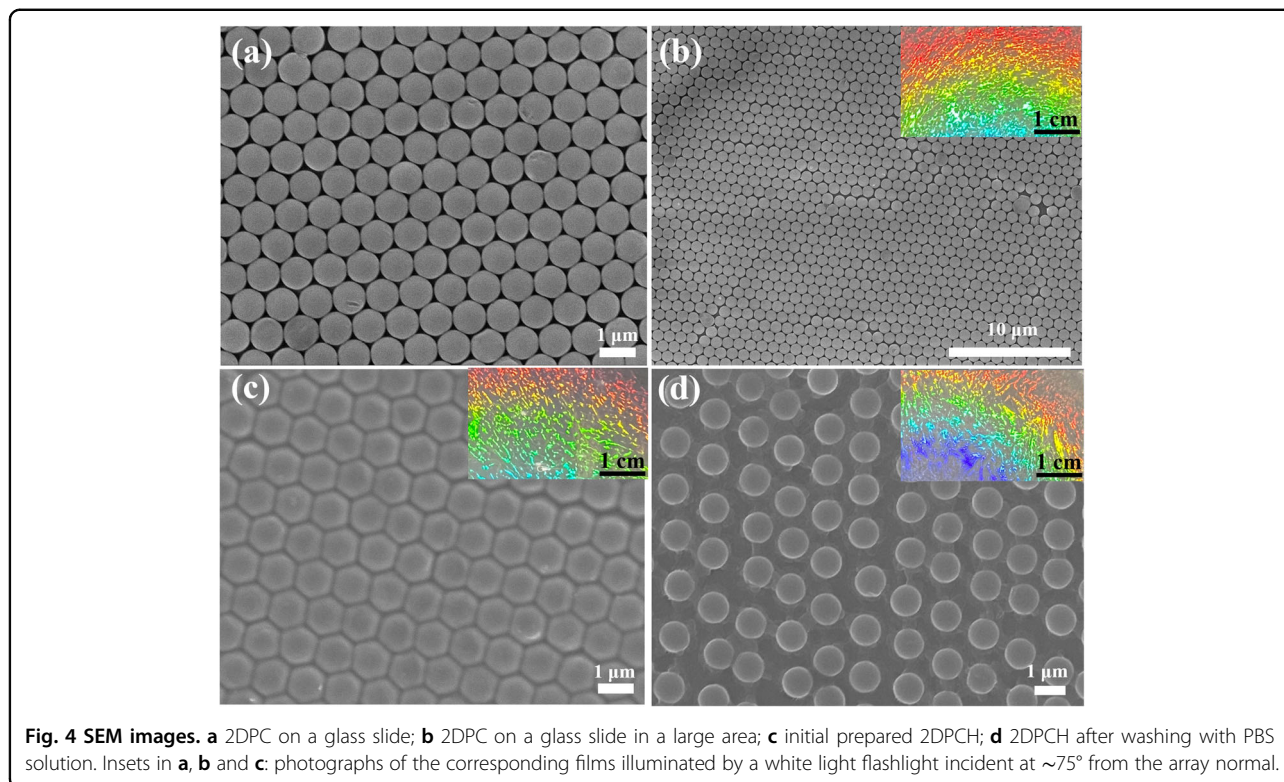 (a)
(b)
1 cm
1 µm
10 µm
(c)
(d)
1 cm
1 cm
1 µm
1 µm
Fig. 4 SEM images. a 2DPC on a glass slide; b 2DPC on a glass slide in a large area; c initial prepared 2DPCH; d 2DPCH after washing with PBS
solution. Insets in a, b and c: photographs of the corresponding films illuminated by a white light flashlight incident at ~75° from the array normal.